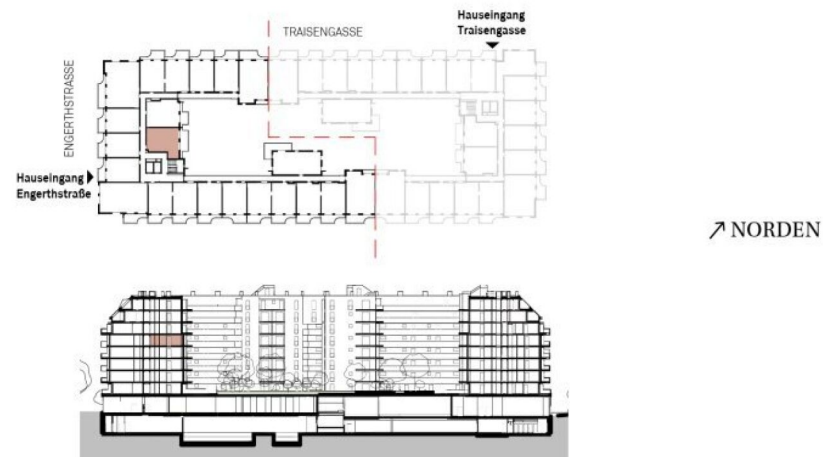 Hauseingang
Traisengasse
TRAISENGASSE
ENGERTHSTRASSE
Hauseingang
Engerthstraße
NORDEN